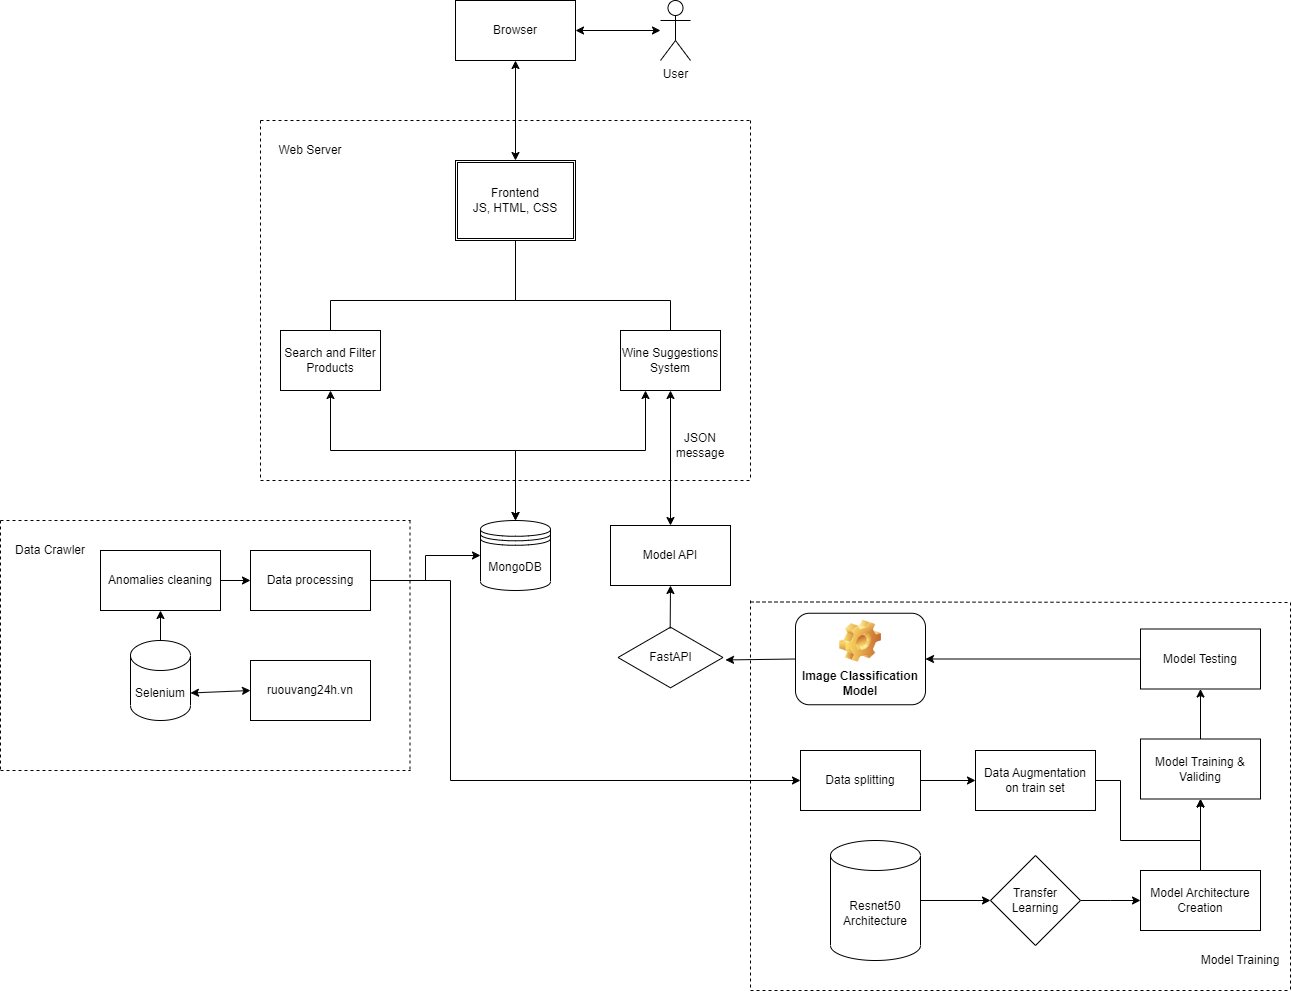 Browser
User
Web Server
Frontend
JS, HTML, CSS
Search and Filter
Products
Wine Suggestions
System
JSON
message
Data Crawler
Anomalies cleaning
Data processing
MongoDB
Model API
Selenium
ruouvang24h.vn
FastAPI
Image Classification
Model
Model Testing
Model Training &
Validing
Data splitting
Data Augmentation
on train set
Resnet50
Architecture
Transfer
Learning
Model Architecture
Creation
Model Training